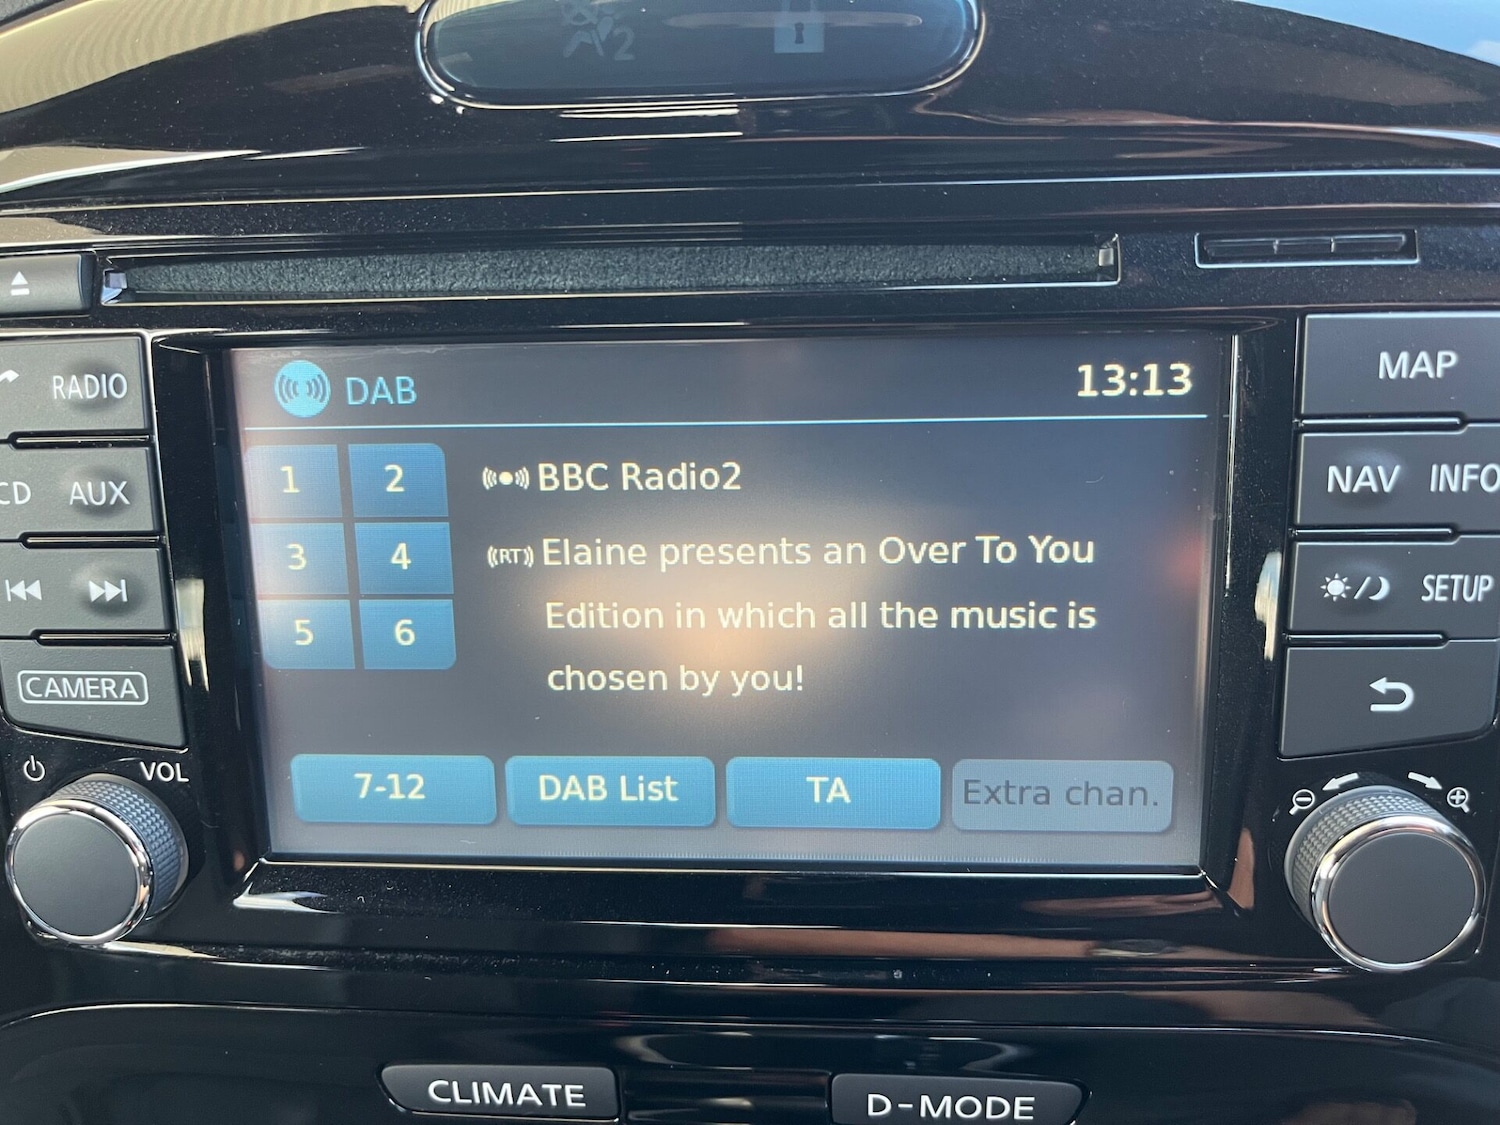 2
RADIO
CD AUX
CAMERA
VOL
DAB
13:13
1 2
3 4
5 6
BBC Radio2
RT Elaine presents an Over To You
Edition in which all the music is
chosen by you!
7-12 DAB List TA Extra chan.
MAP
NAV INFO
SETUP
CLIMATE D-MODE